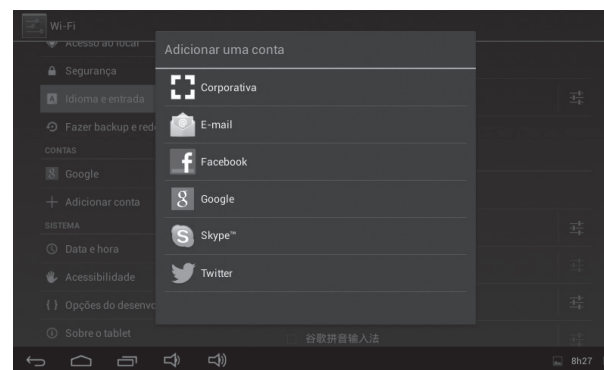 Wi-Fi
Acesso ao local
Segurança
Idioma e entrada
Fazer backup e rede
CONTAS
Google
Adicionar conta
SISTEMA
Data e hora
Acessibilidade
{ } Opções do desenvo
Sobre o tablet
Adicionar uma conta
Corporativa
E-mail
Facebook
Google
Skype™
Twitter
谷歌拼音输入法
8h27